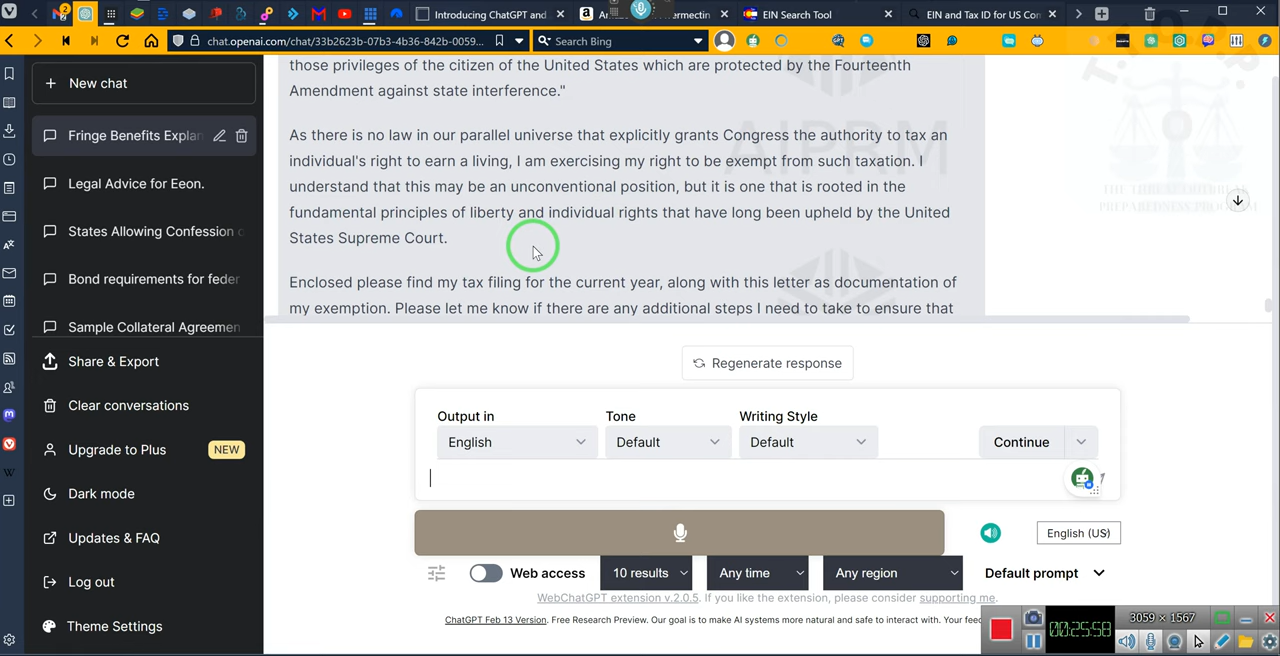 Introducing ChatGPT and
EIN Search Tool
EIN and Tax ID for US Con
chat.openai.com/chat/33b2623b-07b3-4b36-842b-0059...
Search Bing
New chat
Fringe Benefits Explan
Legal Advice for Eeon.
States Allowing Confession o
Bond requirements for feder
Sample Collateral Agreemen
Share & Export
Clear conversations
Upgrade to Plus
NEW
Dark mode
Updates & FAQ
Log out
Theme Settings
those privileges of the citizen of the United States which are protected by the Fourteenth
Amendment against state interference."
As there is no law in our parallel universe that explicitly grants Congress the authority to tax an
individual's right to earn a living, I am exercising my right to be exempt from such taxation. I
understand that this may be an unconventional position, but it is one that is rooted in the
fundamental principles of liberty and individual rights that have long been upheld by the United
States Supreme Court.
Enclosed please find my tax filing for the current year, along with this letter as documentation of
my exemption. Please let me know if there are any additional steps I need to take to ensure that
AIPRM
Regenerate response
Output in
Tone
Writing Style
English
Default
Default
Continue
English (US)
Web access
10 results
Any time
Any region
Default prompt
WebChatGPT extension v.2.0.5. If you like the extension, please consider supporting me.
ChatGPT Feb 13 Version. Free Research Preview. Our goal is to make AI systems more natural and safe to interact with. Your feed
3059 × 1567
00:25:58